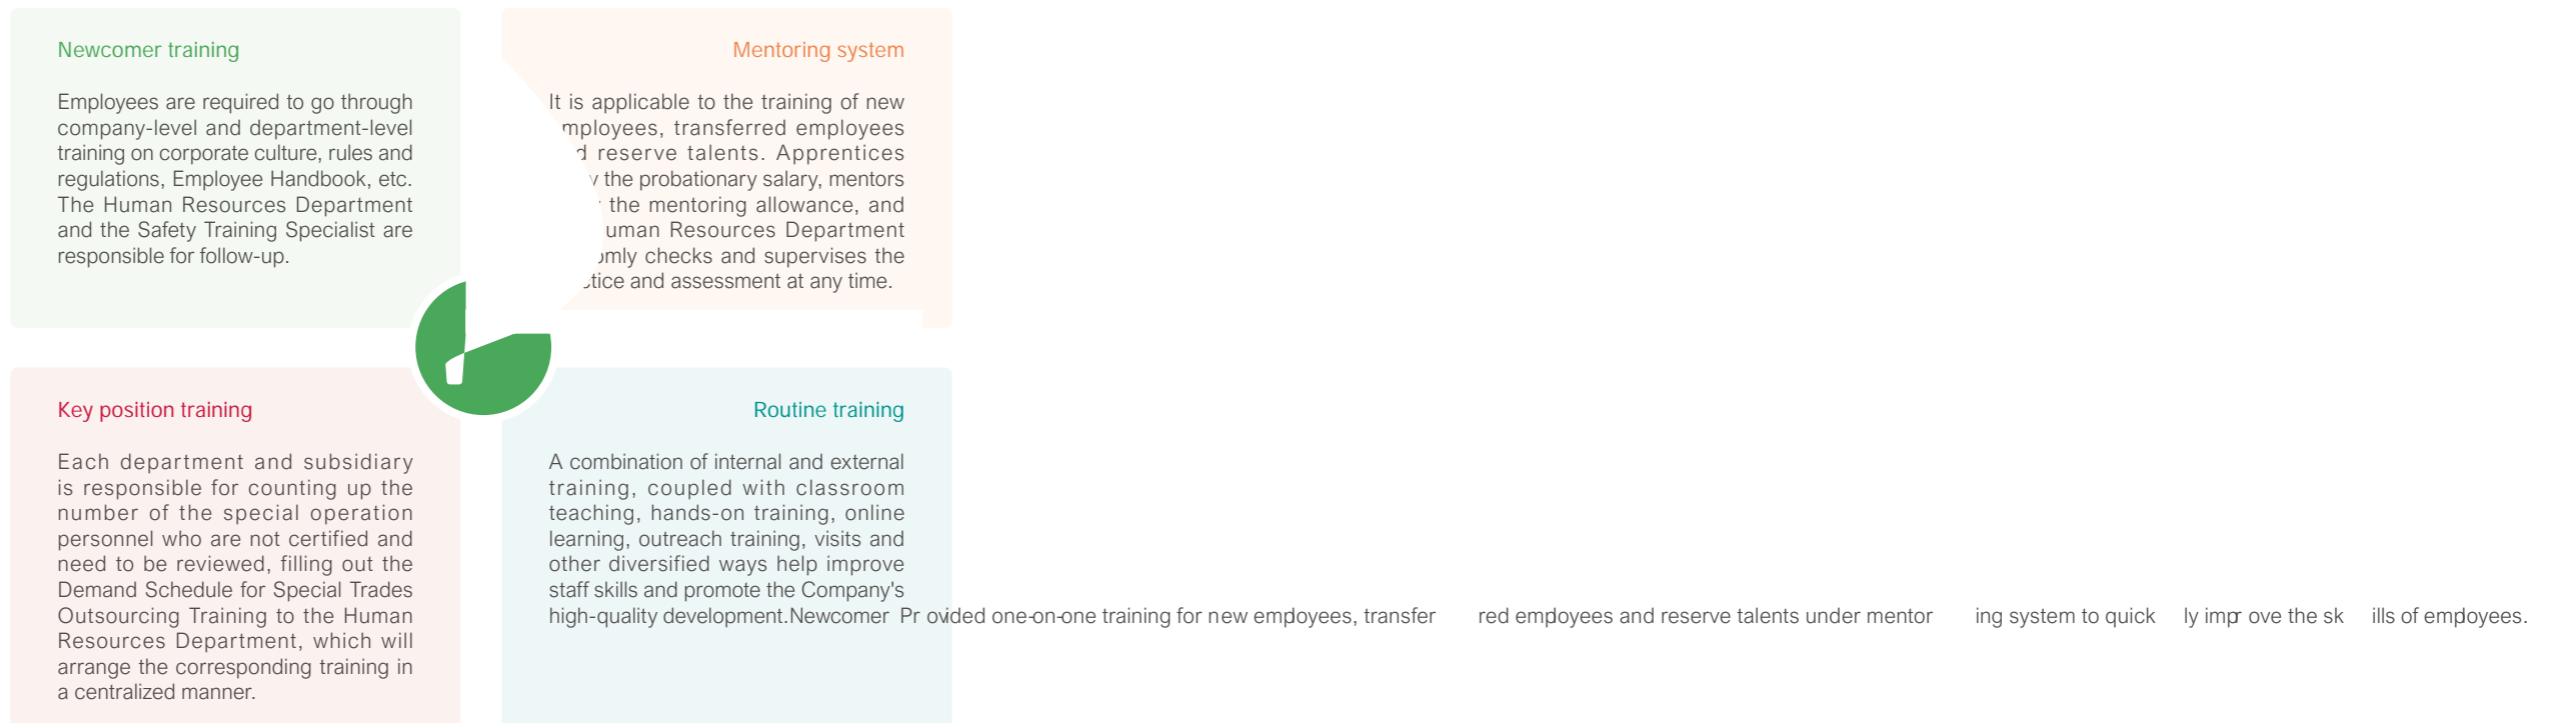 Newcomer training
Employees are required to go through
company-level and department-level
training on corporate culture, rules and
regulations, Employee Handbook, etc.
The Human Resources Department
and the Safety Training Specialist are
responsible for follow-up.
Mentoring system
It is applicable to the training of new
employees, transferred employees
reserve talents. Apprentices
the probationary salary, mentors
the mentoring allowance, and
Human Resources Department
checks and supervises the
and assessment at any time.
Key position training
Each department and subsidiary
is responsible for counting up the
number of the special operation
personnel who are not certified and
need to be reviewed, filling out the
Demand Schedule for Special Trades
Outsourcing Training to the Human
Resources Department, which will
arrange the corresponding training in
a centralized manner.
Routine training
A combination of internal and external
training, coupled with classroom
teaching, hands-on training, online
learning, outreach training, visits and
other diversified ways help improve
staff skills and promote the Company's
high-quality development.Newcomer Pr ovided one-on-one training for new employees, transfer red employees and reserve talents under mentor ing system to quick ly impr ove the sk ills of employees.